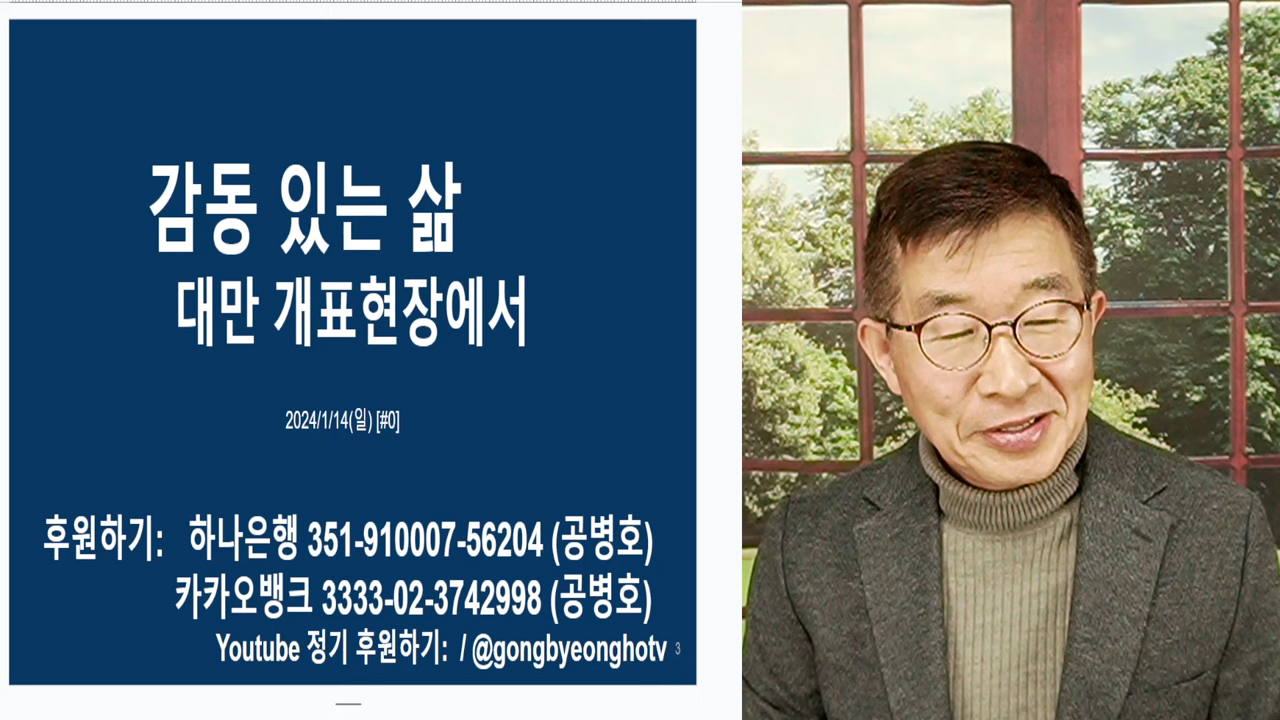 감동 있는 삶
대만 개표현장에서
2024/1/14(일) [#0]
후원하기: 하나은행 351-910007-56204 (공병호)
카카오뱅크 3333-02-3742998 (공병호)
Youtube 정기 후원하기: / @gongbyeonghotv 3